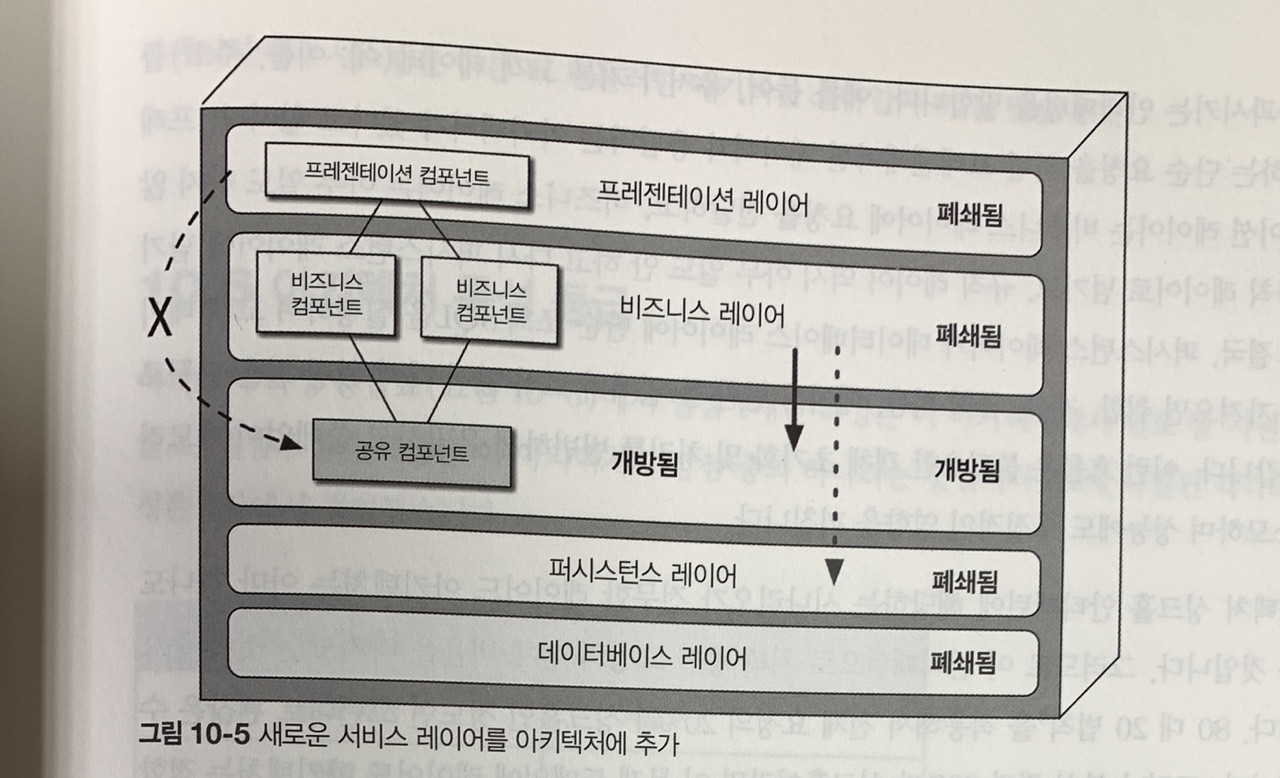 프레젠테이션 컴포넌트
프레젠테이션 레이어
폐쇄됨
비즈니스
컴포넌트
비즈니스
컴포넌트
비즈니스 레이어
폐쇄됨
X
공유 컴포넌트
개방됨
개방됨
퍼시스턴스 레이어
폐쇄됨
데이터베이스 레이어
폐쇄됨
그림 10-5 새로운 서비스 레이어를 아키텍처에 추가